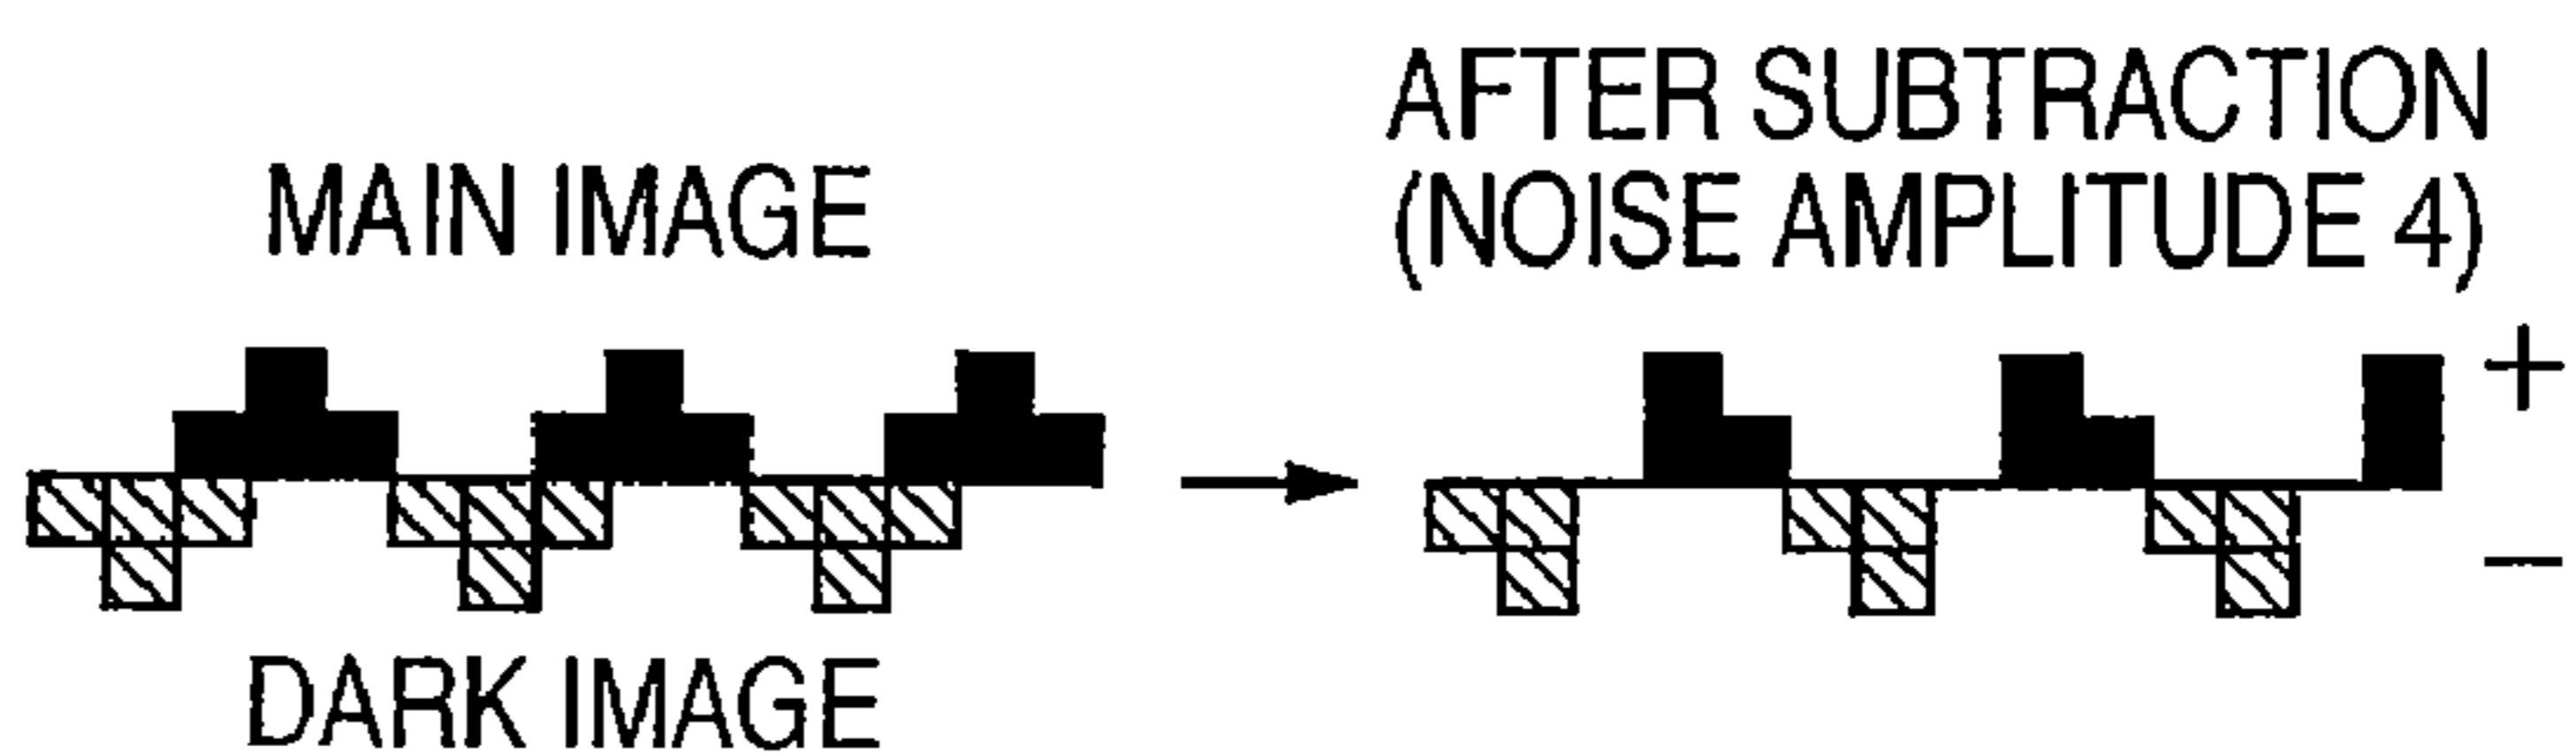 MAIN IMAGE
DARK IMAGE
AFTER SUBTRACTION
(NOISE AMPLITUDE 4)
+
−